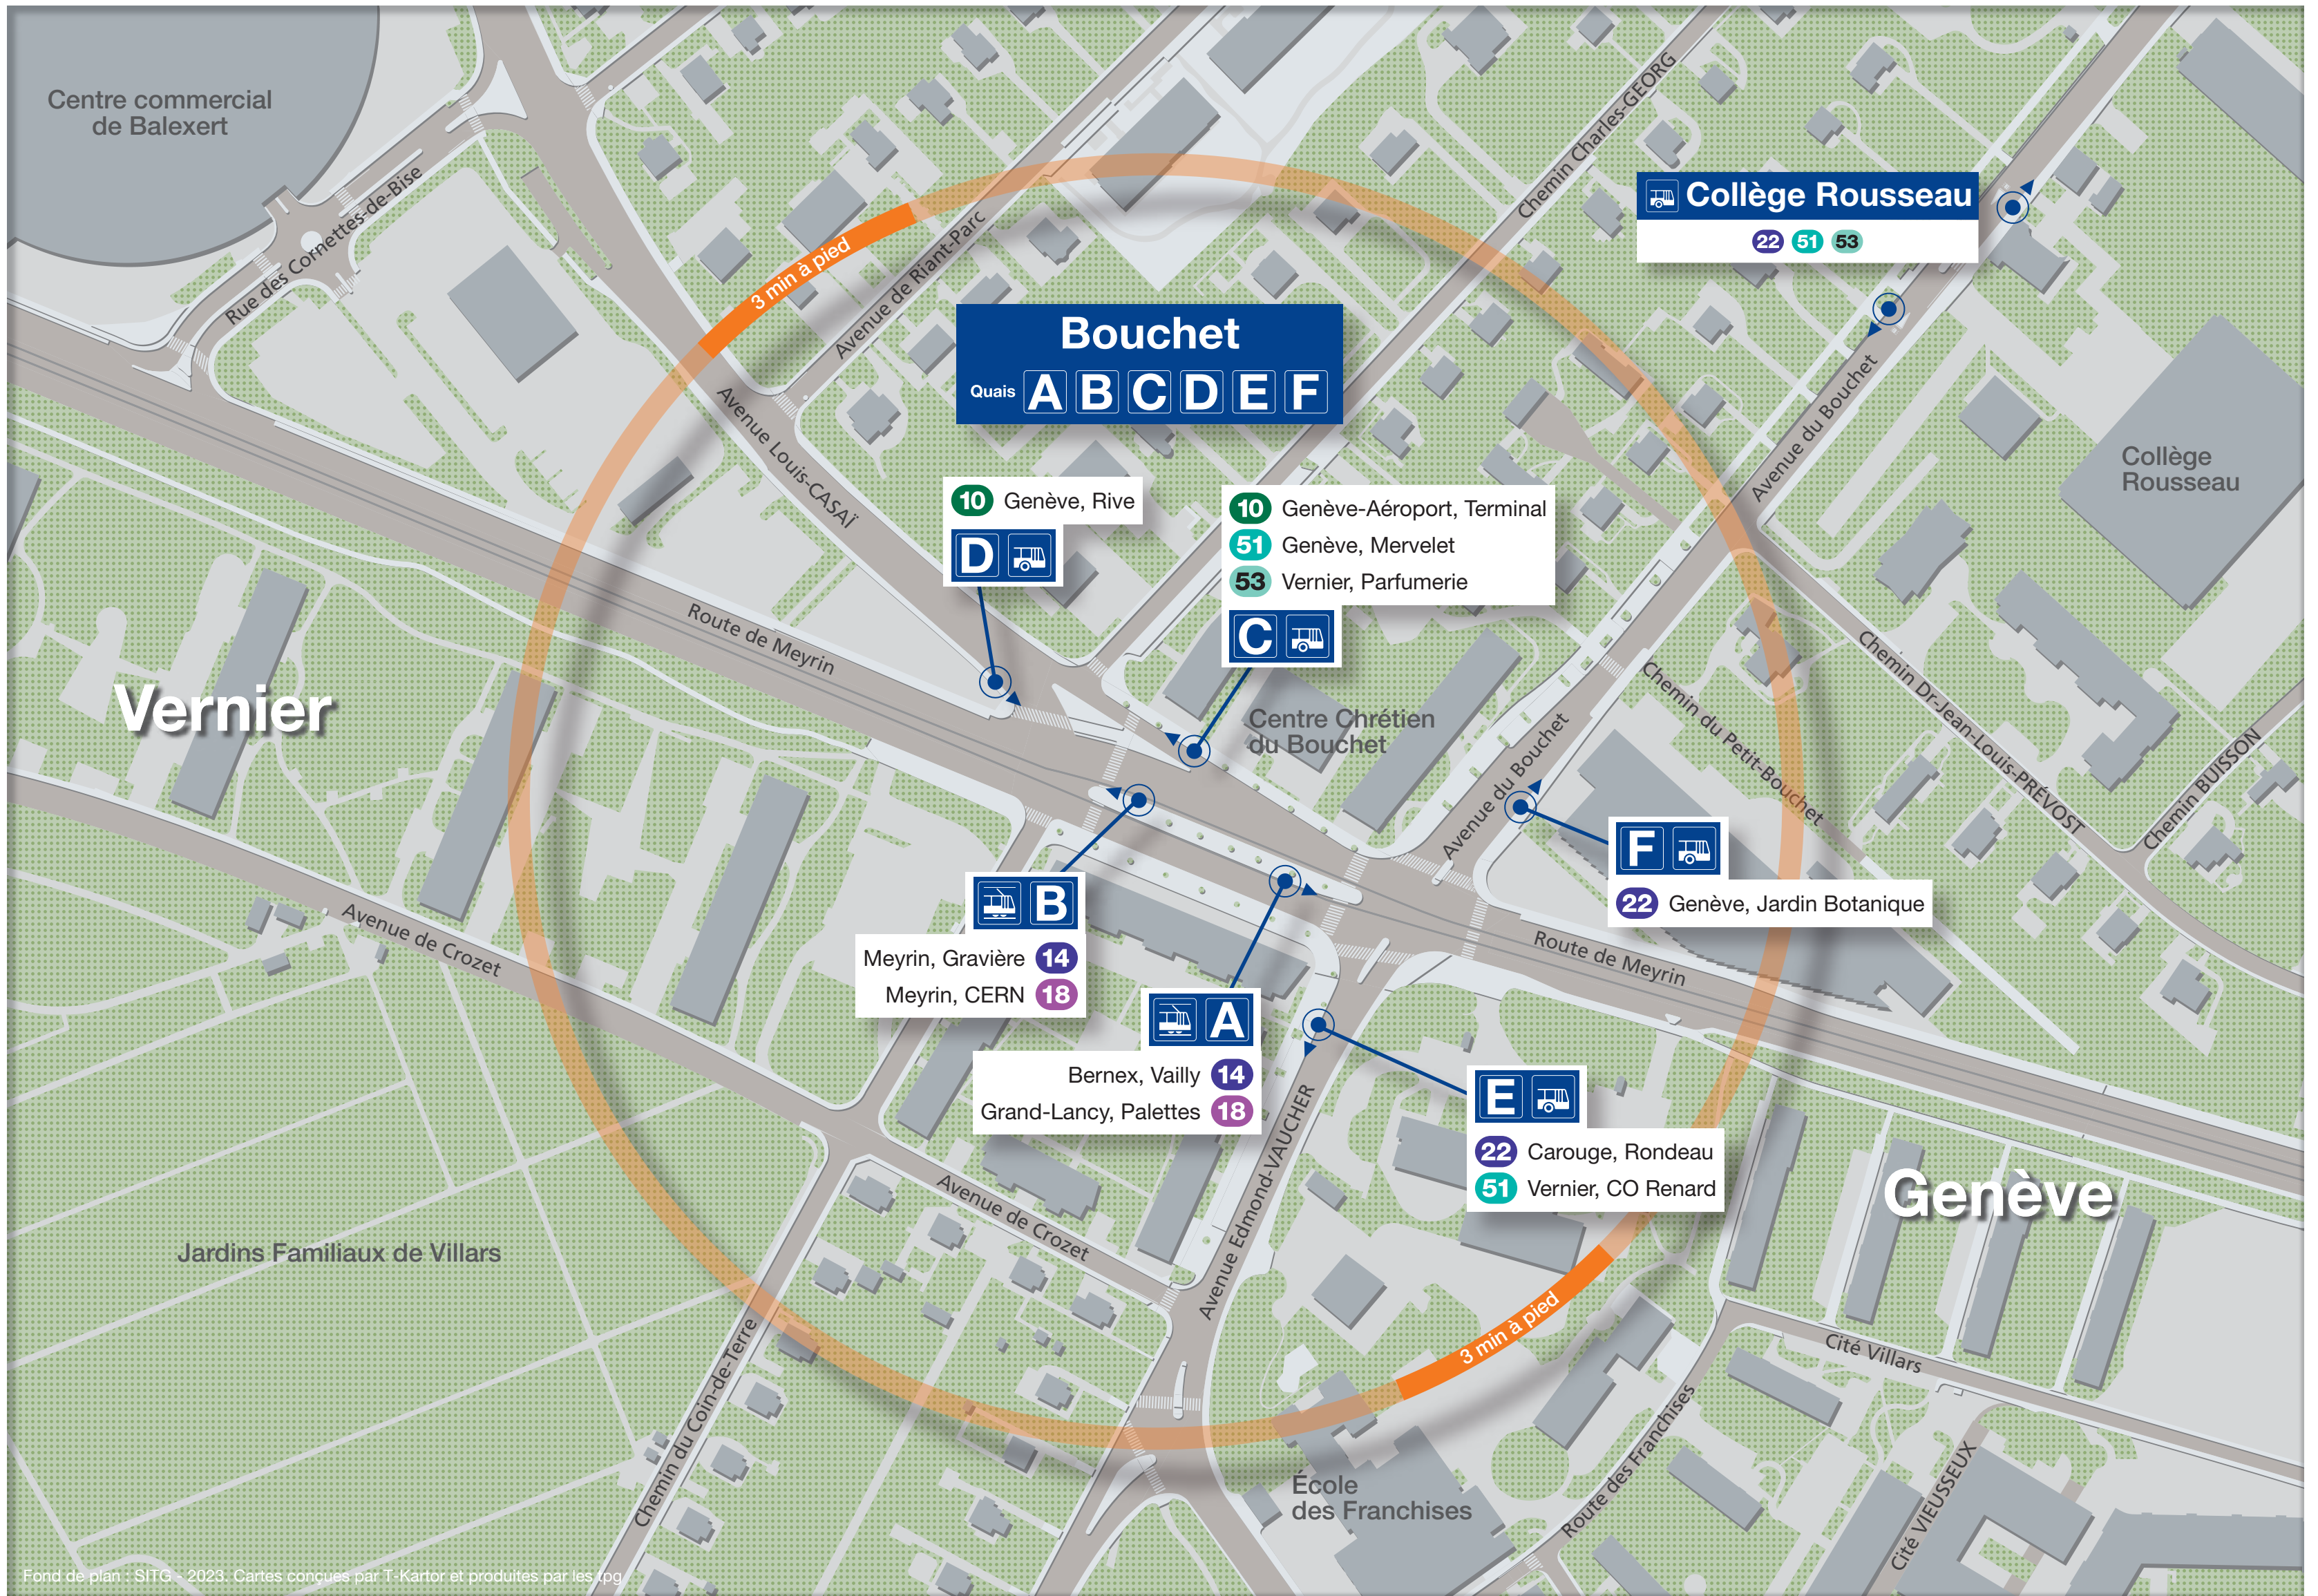 Centre commercial
de Balexert
Rue des Cornettes-de-Bise
3 min à pied
Avenue de Riant-Parc
Chemin Charles-GEORG
Collège Rousseau
22 51 53
Bouchet
Quais A B C D E F
Avenue Louis-CASAÏ
Avenue du Bouchet
Collège
Rousseau
10 Genève, Rive
D
10 Genève-Aéroport, Terminal
51 Genève, Mervelet
53 Vernier, Parfumerie
C
Route de Meyrin
Vernier
Centre Chrétien
du Bouchet
Avenue du Bouchet
Chemin du Petit-Bouchet
Chemin Dr-Jean-Louis-PRÉVOST
Chemin BUISSON
F
22 Genève, Jardin Botanique
B
Meyrin, Gravière 14
Meyrin, CERN 18
Avenue de Crozet
Route de Meyrin
A
Bernex, Vailly 14
Grand-Lancy, Palettes 18
E
22 Carouge, Rondeau
51 Vernier, CO Renard
Avenue Edmond-VAUCHER
Genève
Avenue de Crozet
Jardins Familiaux de Villars
3 min à pied
Cité Villars
Chemin du Coin-de-Terre
Route des Franchises
École
des Franchises
Cité VIEUSSEUX
Fond de plan : SITG - 2023. Cartes conçues par T-Kartor et produites par les tpg